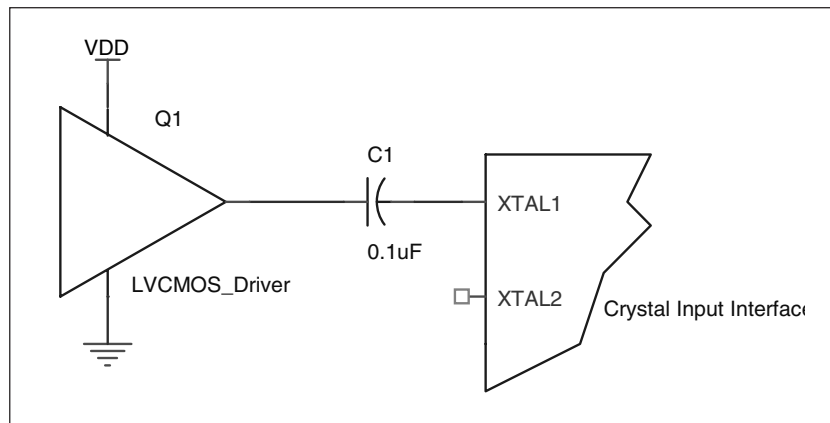 VDD
Q1
C1
XTAL1
0.1uF
LVCMOS_Driver
XTAL2
Crystal Input Interface